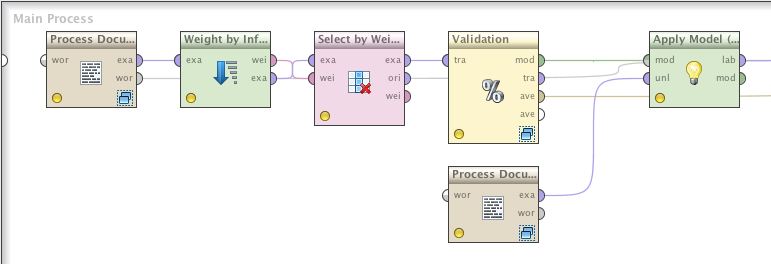 Main Process
Process Docu...
wor exa
wor
Weight by Inf...
exa wei
exa
Select by Wei...
exa exa
wei ori
wei
Validation
tra mod
tra
ave
ave
Apply Model (...
mod lab
unl mod
Process Docu...
wor exa
wor